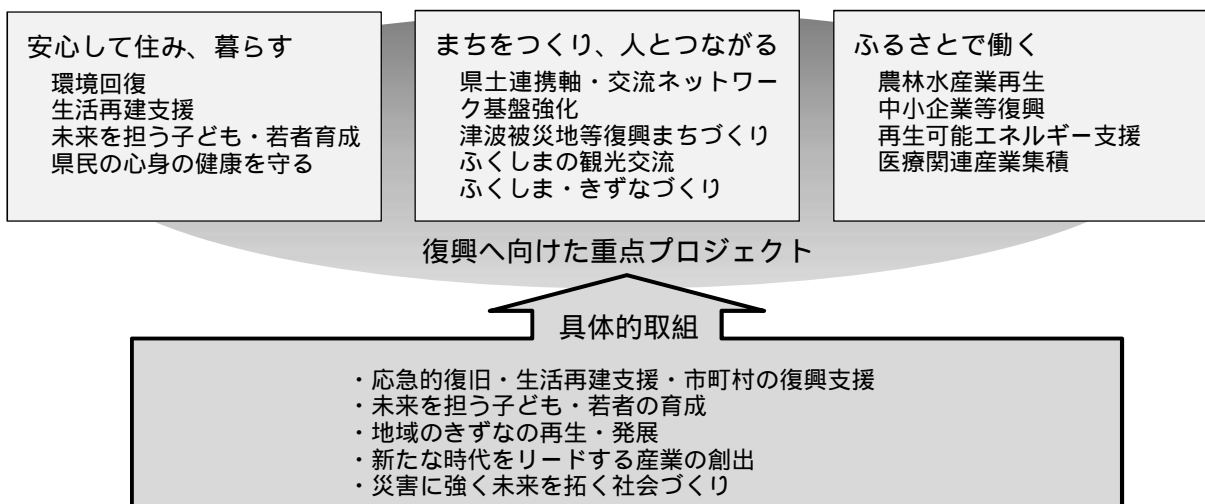 安心して住み、暮らす
環境回復
生活再建支援
未来を担う子ども・若者育成
県民の心身の健康を守る
まちをつくり、人とつながる
県土連携軸・交流ネットワー
ク基盤強化
津波被災地等復興まちづくり
ふくしまの観光交流
ふくしま・きずなづくり
ふるさとで働く
農林水産業再生
中小企業等復興
再生可能エネルギー支援
医療関連産業集積
復興へ向けた重点プロジェクト
具体的取組
・応急的復旧・生活再建支援・市町村の復興支援
・未来を担う子ども・若者の育成
・地域のきずなの再生・発展
・新たな時代をリードする産業の創出
・災害に強く未来を拓く社会づくり